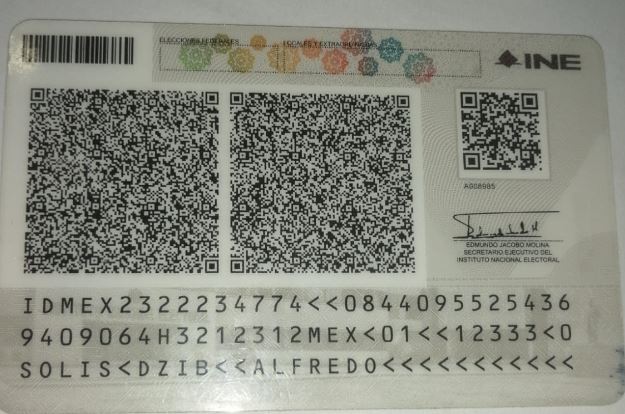 ELECCIONES FEDERALES LOCALES Y EXTRAORDINARIAS
INE
A908985
EDMUNDO JACOBO MOLINA
SECRETARIO EJECUTIVO DEL
INSTITUTO NACIONAL ELECTORAL
IDMEX2322234774<<0844095525436
9409064H3212312MEX<01<<12333<0
SOLIS<DZIB<<ALFREDO<<<<<<<<<<<